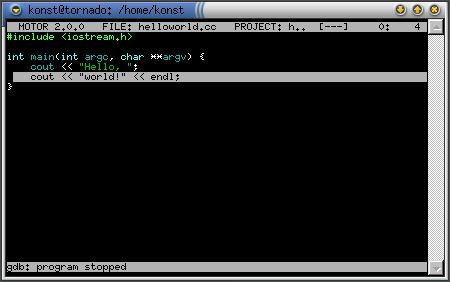 konst@tornado: /home/konst
MOTOR 2.0.0 FILE: helloworld.cc PROJECT: h.. [---] 0: 4
#include <iostream.h>
int main(int argc, char **argv) {
cout << "Hello, ";
cout << "world!" << endl;
}
gdb: program stopped